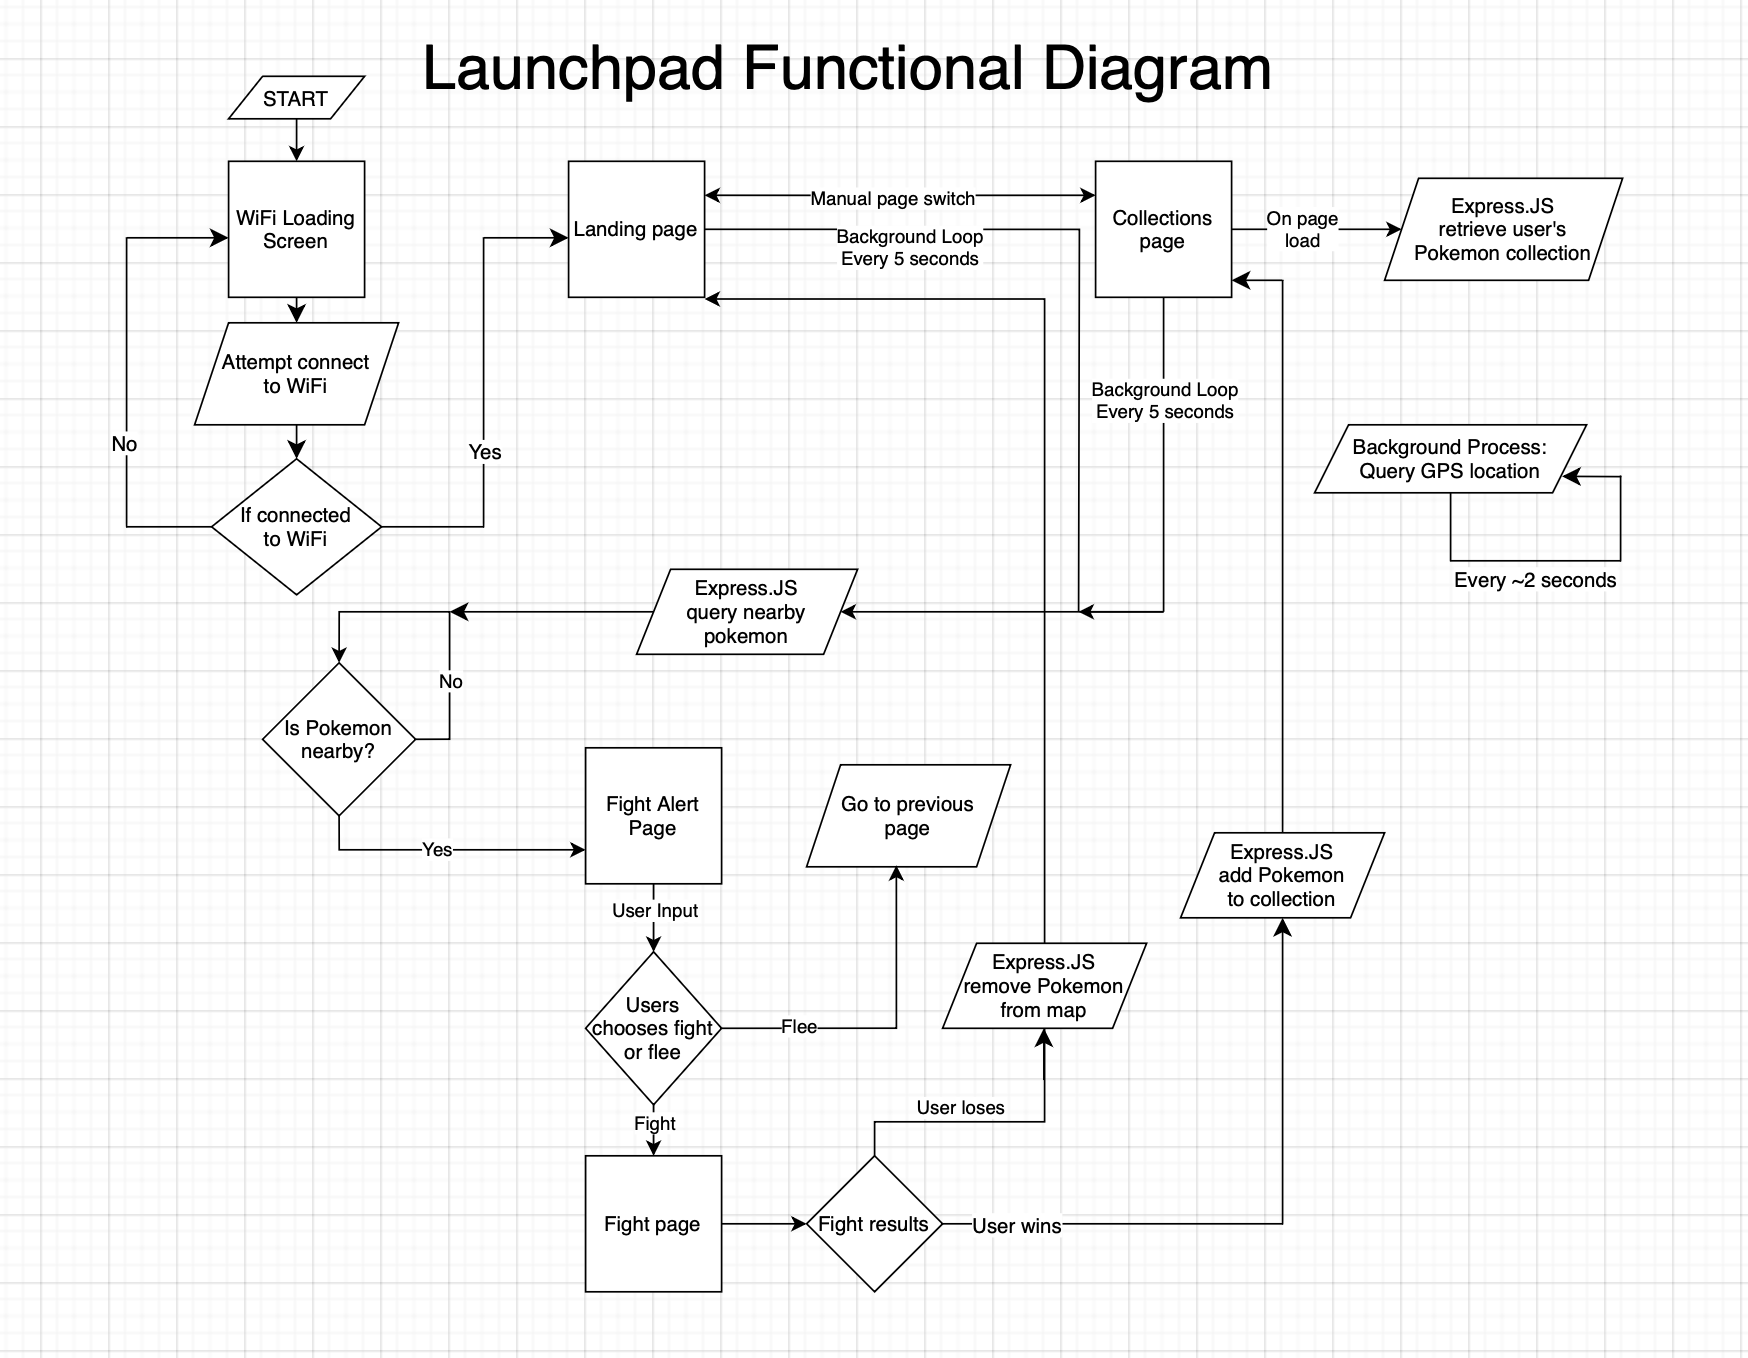 Launchpad Functional Diagram
START
WiFi Loading
Screen
Landing page
Manual page switch
Background Loop
Every 5 seconds
Collections
page
On page
load
Express.JS
retrieve user's
Pokemon collection
Attempt connect
to WiFi
Background Loop
Every 5 seconds
No
Yes
Background Process:
Query GPS location
If connected
to WiFi
Every ~2 seconds
Express.JS
query nearby
pokemon
No
Is Pokemon
nearby?
Yes
Fight Alert
Page
Go to previous
page
Express.JS
add Pokemon
to collection
User Input
Express.JS
remove Pokemon
from map
Users
chooses fight
or flee
Flee
Fight
User loses
Fight page
Fight results
User wins